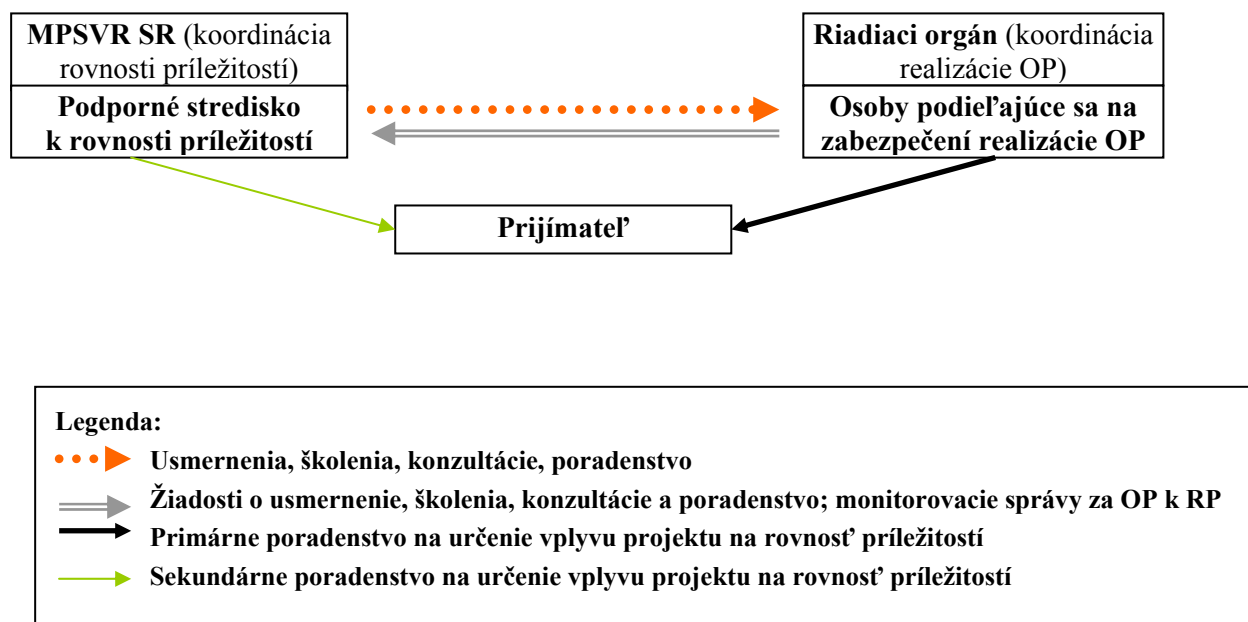 MPSVR SR (koordinácia
rovnosti príležitostí)
Podporné stredisko
k rovnosti príležitostí
Riadiaci orgán (koordinácia
realizácie OP)
Osoby podieľajúce sa na
zabezpečení realizácie OP
Prijímateľ
Legenda:
Usmernenia, školenia, konzultácie, poradenstvo
Žiadosti o usmernenie, školenia, konzultácie a poradenstvo; monitorovacie správy za OP k RP
Primárne poradenstvo na určenie vplyvu projektu na rovnosť príležitostí
Sekundárne poradenstvo na určenie vplyvu projektu na rovnosť príležitostí